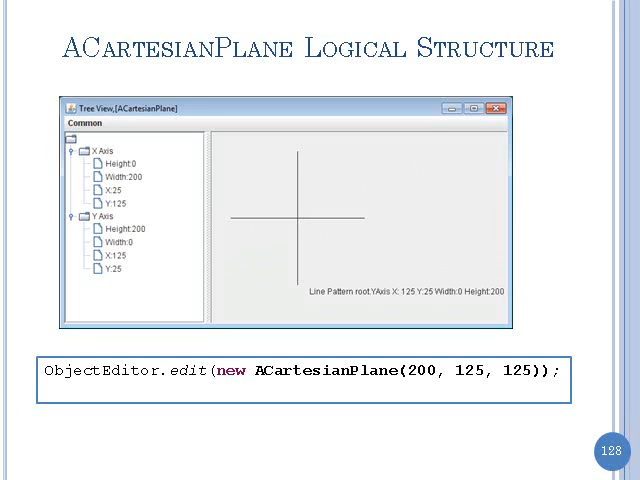 ACARTESIANPLANE LOGICAL STRUCTURE
Tree View,[ACartesianPlane]
Common
X Axis
Height:0
Width:200
X:25
Y:125
Y Axis
Height:200
Width:0
X:125
Y:25
Line Pattern root.YAxis X: 125 Y:25 Width:0 Height:200
ObjectEditor.edit(new ACartesianPlane(200, 125, 125));
128